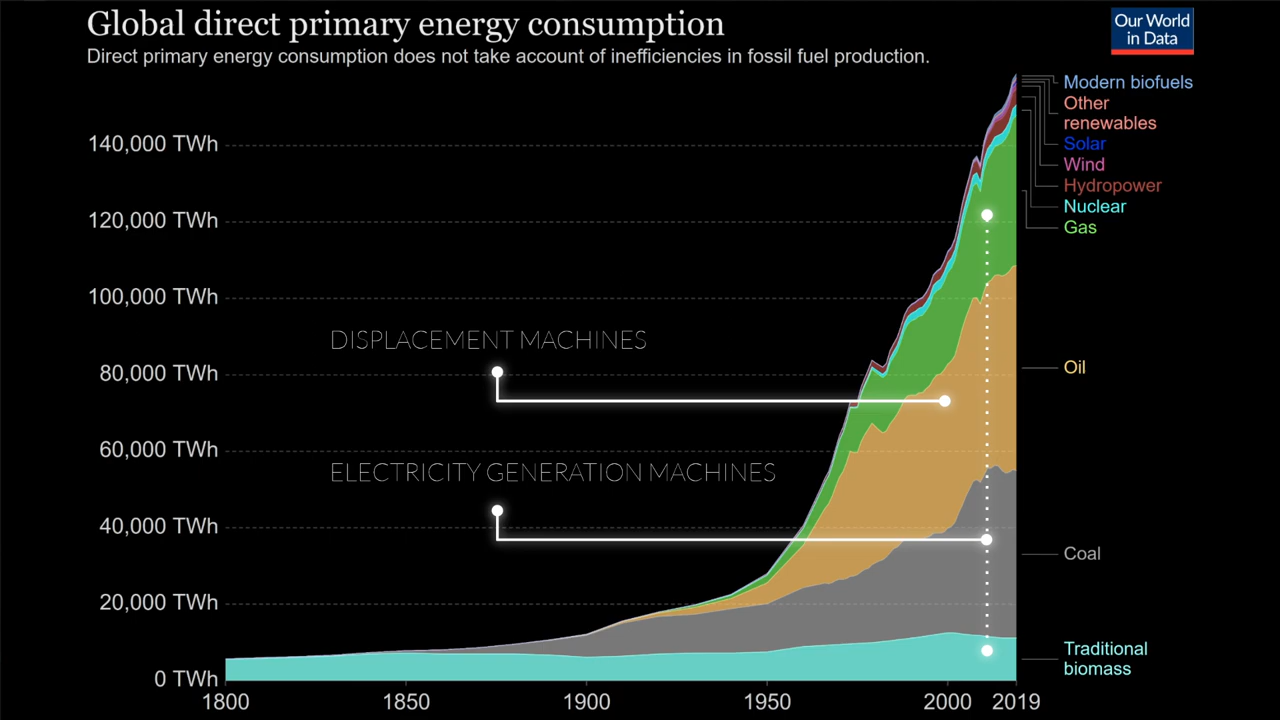 Global direct primary energy consumption
Direct primary energy consumption does not take account of inefficiencies in fossil fuel production.
Our World
in Data
Modern biofuels
Other
renewables
Solar
Wind
Hydropower
Nuclear
Gas
Oil
Coal
Traditional
biomass
140,000 TWh
120,000 TWh
100,000 TWh
80,000 TWh
60,000 TWh
40,000 TWh
20,000 TWh
0 TWh
DISPLACEMENT MACHINES
ELECTRICITY GENERATION MACHINES
1800
1850
1900
1950
2000
2019